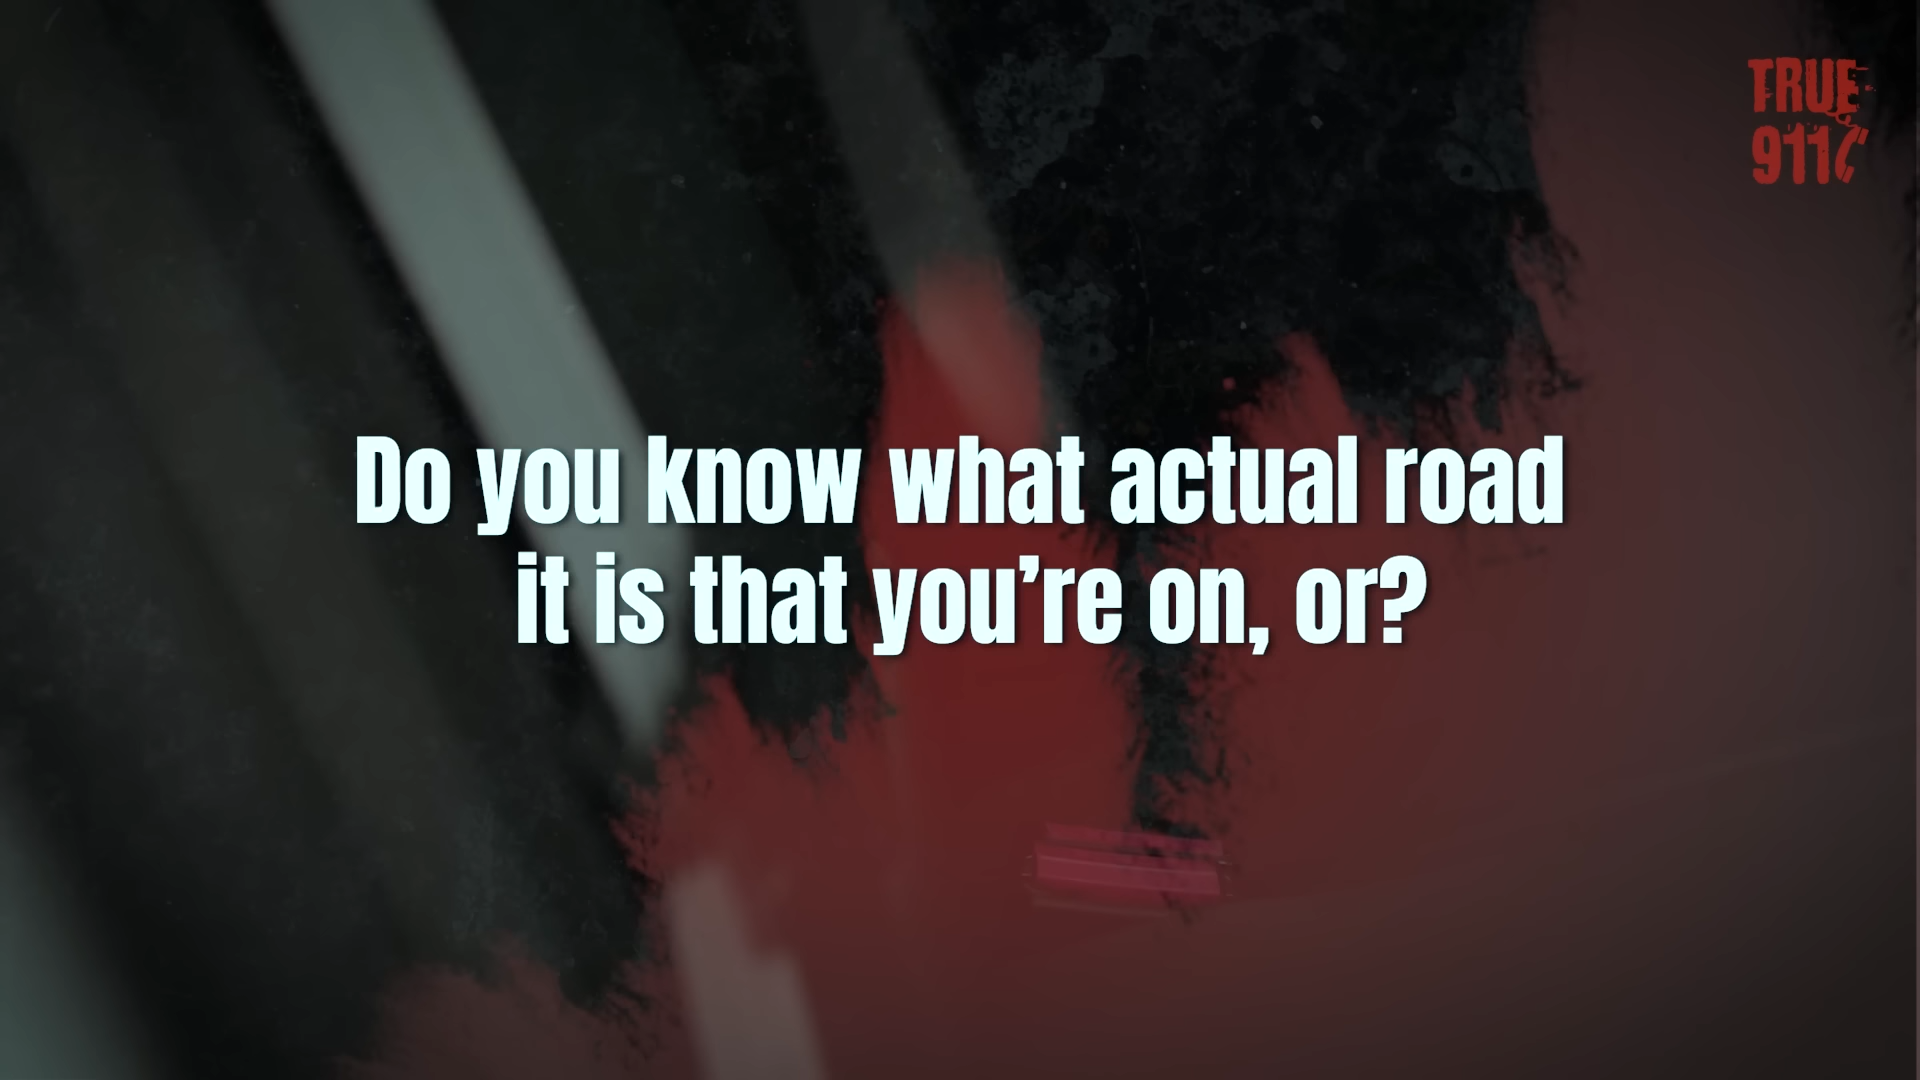 TRUE
911
Do you know what actual road
it is that you’re on, or?